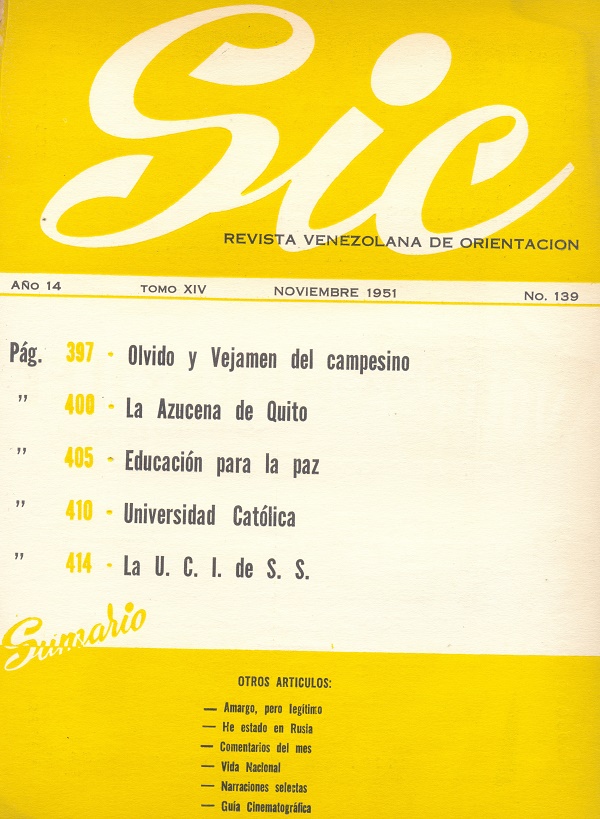 Sic
REVISTA VENEZOLANA DE ORIENTACION
AÑO 14 TOMO XIV NOVIEMBRE 1951 No. 139
Pág. 397 - Olvido y Vejamen del campesino
” 400 - La Azucena de Quito
” 405 - Educación para la paz
” 410 - Universidad Católica
” 414 - La U. C. I. de S. S.
Sumario
OTROS ARTICULOS:
— Amargo, pero legítimo
— He estado en Rusia
— Comentarios del mes
— Vida Nacional
— Narraciones selectas
— Guía Cinematográfica